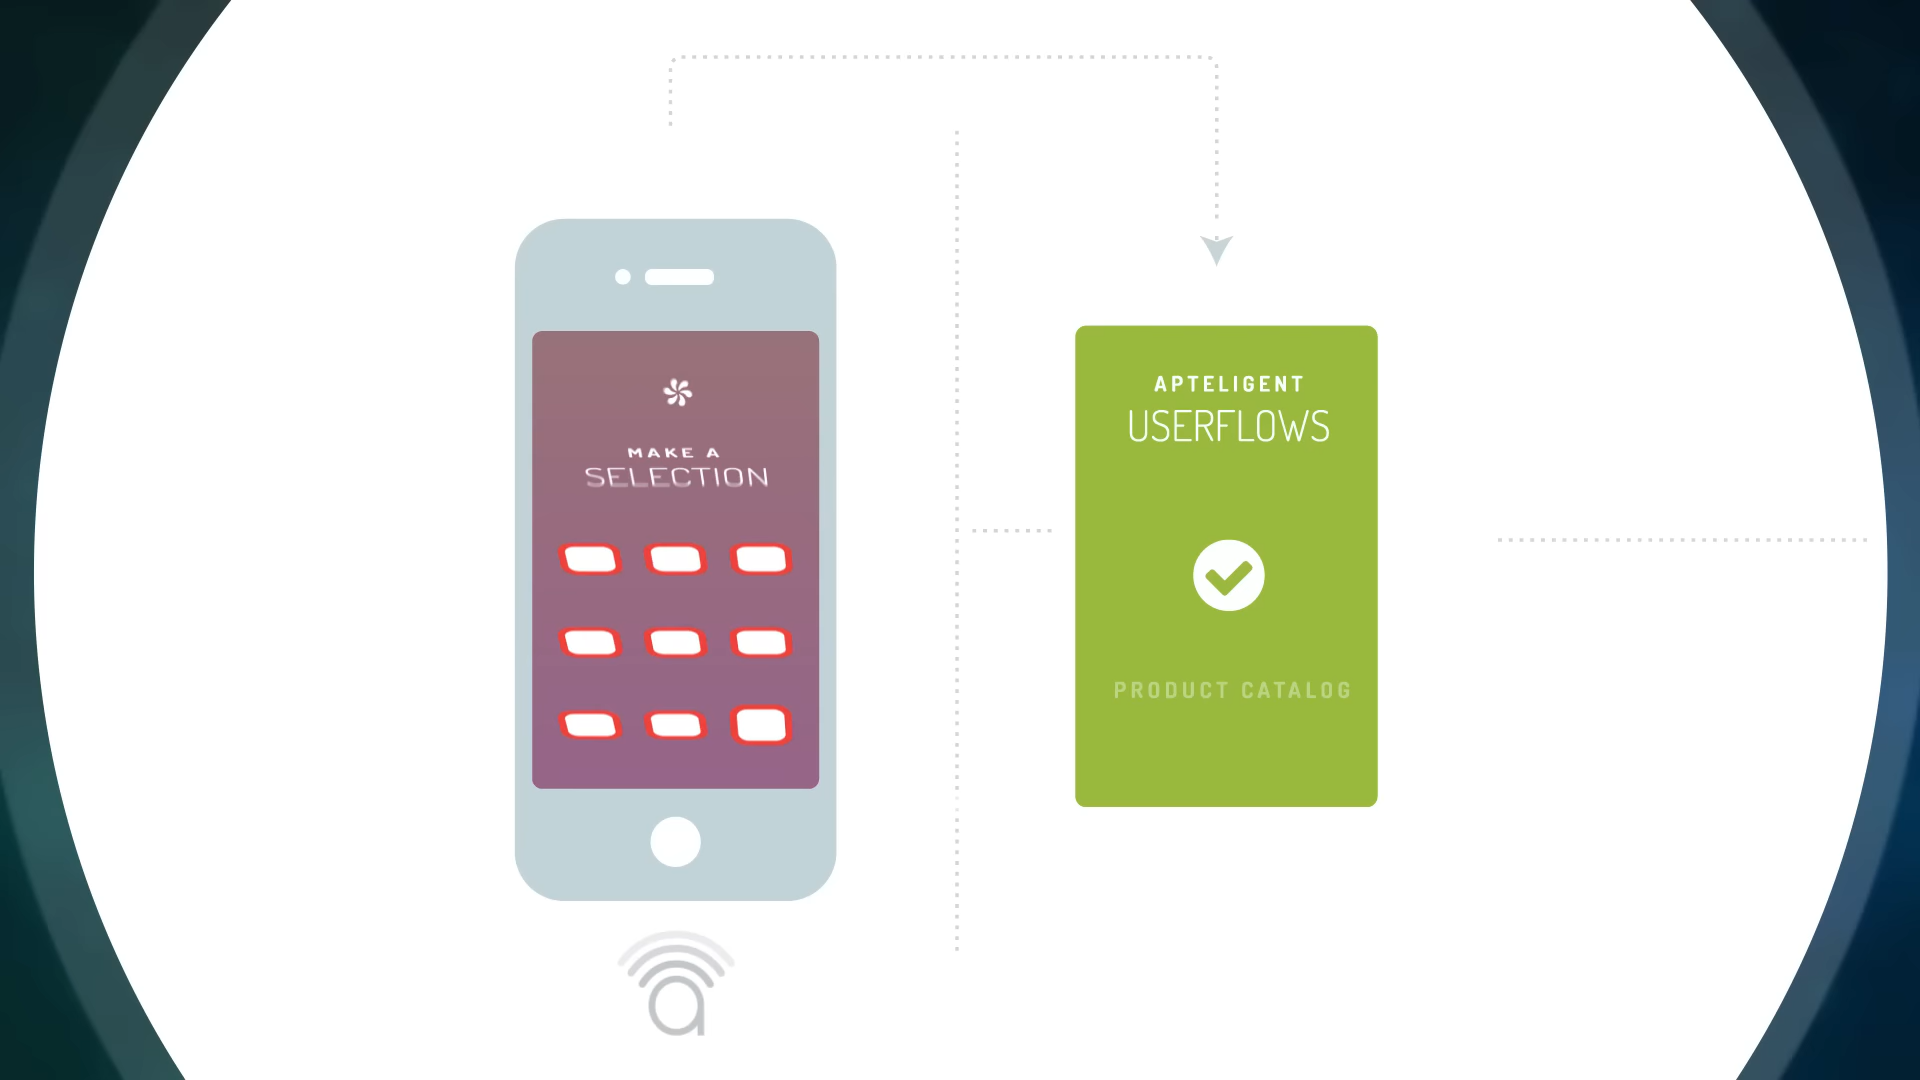 MAKE A
SELECTION
APTELIGENT
USERFLOWS
PRODUCT CATALOG